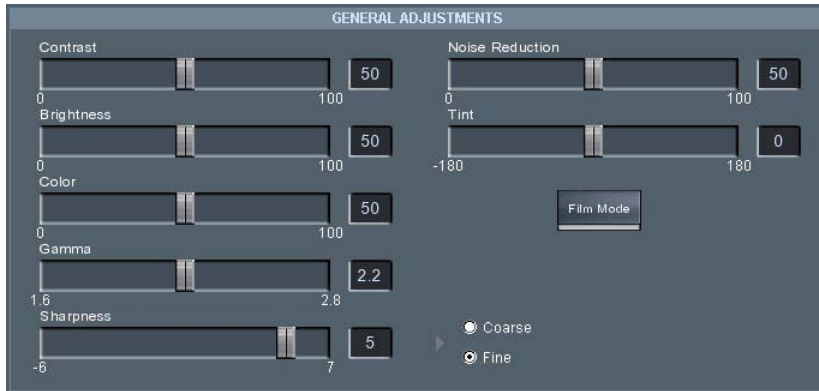 GENERAL ADJUSTMENTS
Contrast
50
0 100
Brightness
50
0 100
Color
50
0 100
Gamma
2.2
1.6 2.8
Sharpness
5
-6 7
Noise Reduction
50
0 100
Tint
0
-180 180
Film Mode
Coarse
Fine